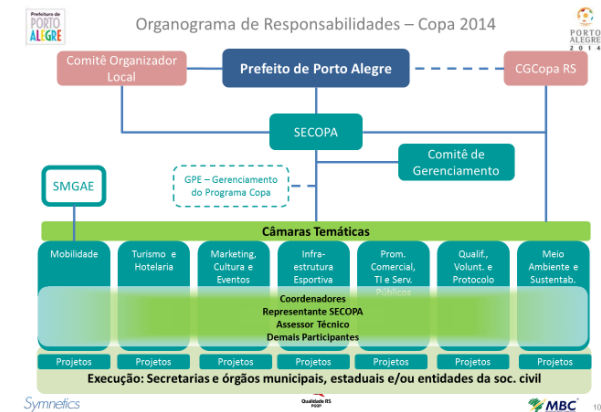 Prefeitura de
PORTO
ALEGRE
Organograma de Responsabilidades – Copa 2014
PORTO
ALEGRE
2014
Comitê Organizador
Local
Prefeito de Porto Alegre
CGCopa RS
SECOPA
Comitê de
Gerenciamento
GPE – Gerenciamento
do Programa Copa
SMGAE
Câmaras Temáticas
Mobilidade
Turismo e
Hotelaria
Marketing,
Cultura e
Eventos
Infra-
estrutura
Esportiva
Prom.
Comercial,
TI e Serv.
Públicos
Qualif.,
Volunt. e
Protocolo
Meio
Ambiente e
Sustentab.
Coordenadores
Representante SECOPA
Assessor Técnico
Demais Participantes
Projetos
Projetos
Projetos
Projetos
Projetos
Projetos
Projetos
Execução: Secretarias e órgãos municipais, estaduais e/ou entidades da soc. civil
Symnetics
Qualidade RS
PGQP
MBC
10